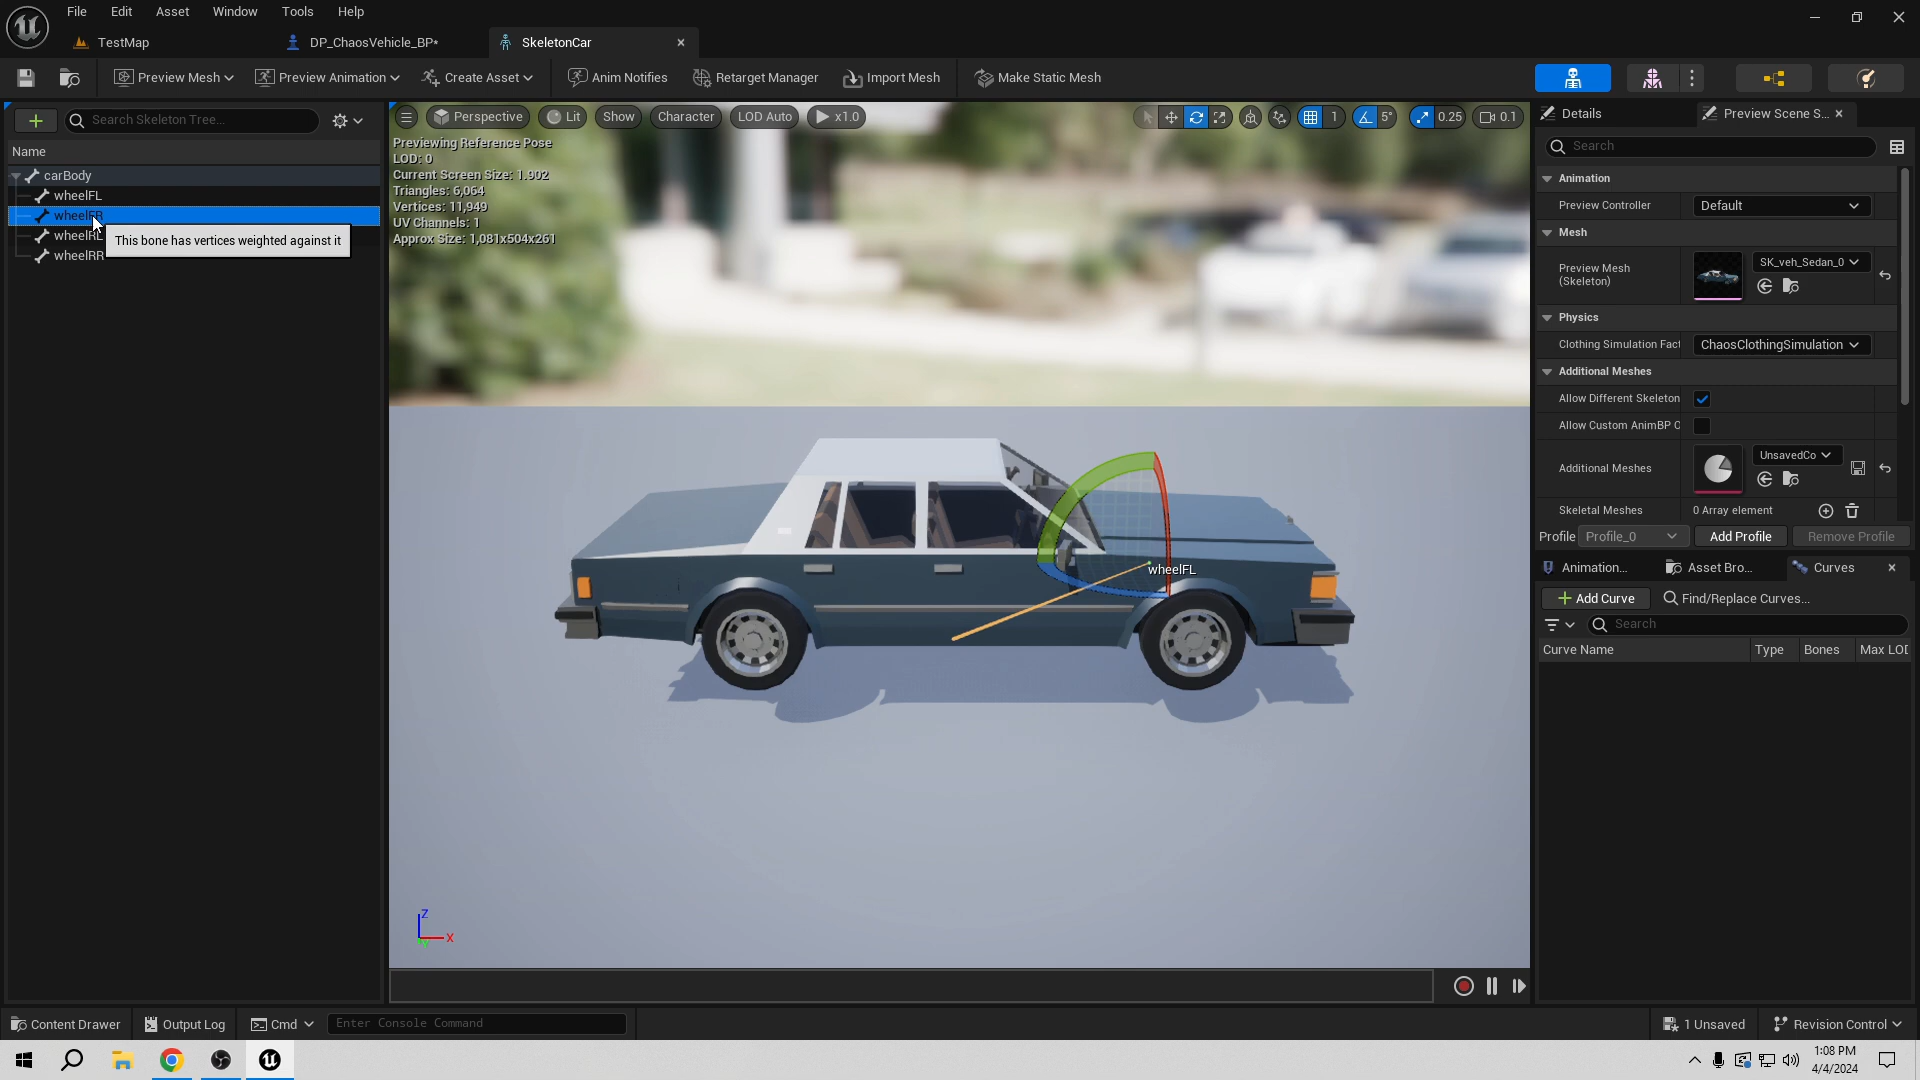 File Edit Asset Window Tools Help
TestMap DP_ChaosVehicle_BP* SkeletonCar
Preview Mesh Preview Animation Create Asset Anim Notifies Retarget Manager Import Mesh Make Static Mesh
Search Skeleton Tree...
Name
carBody
wheelFL
wheelFR
wheelRL
wheelRR
This bone has vertices weighted against it
Perspective Lit Show Character LOD Auto x1.0 1 5° 0.25 0.1
Previewing Reference Pose
LOD: 0
Current Screen Size: 1.902
Triangles: 6,064
Vertices: 11,949
UV Channels: 1
Approx Size: 1,081x504x261
wheelFL
Z
X
Details Preview Scene S...
Search
Animation
Preview Controller Default
Mesh
Preview Mesh
(Skeleton)
SK_veh_Sedan_0
Physics
Clothing Simulation Fact ChaosClothingSimulation
Additional Meshes
Allow Different Skeleton
Allow Custom AnimBP O
Additional Meshes UnsavedCo
Skeletal Meshes 0 Array element
Profile Profile_0 Add Profile Remove Profile
Animation... Asset Bro... Curves
Add Curve Find/Replace Curves...
Search
Curve Name Type Bones Max LOD
Content Drawer Output Log Cmd Enter Console Command 1 Unsaved Revision Control
1:08 PM
4/4/2024